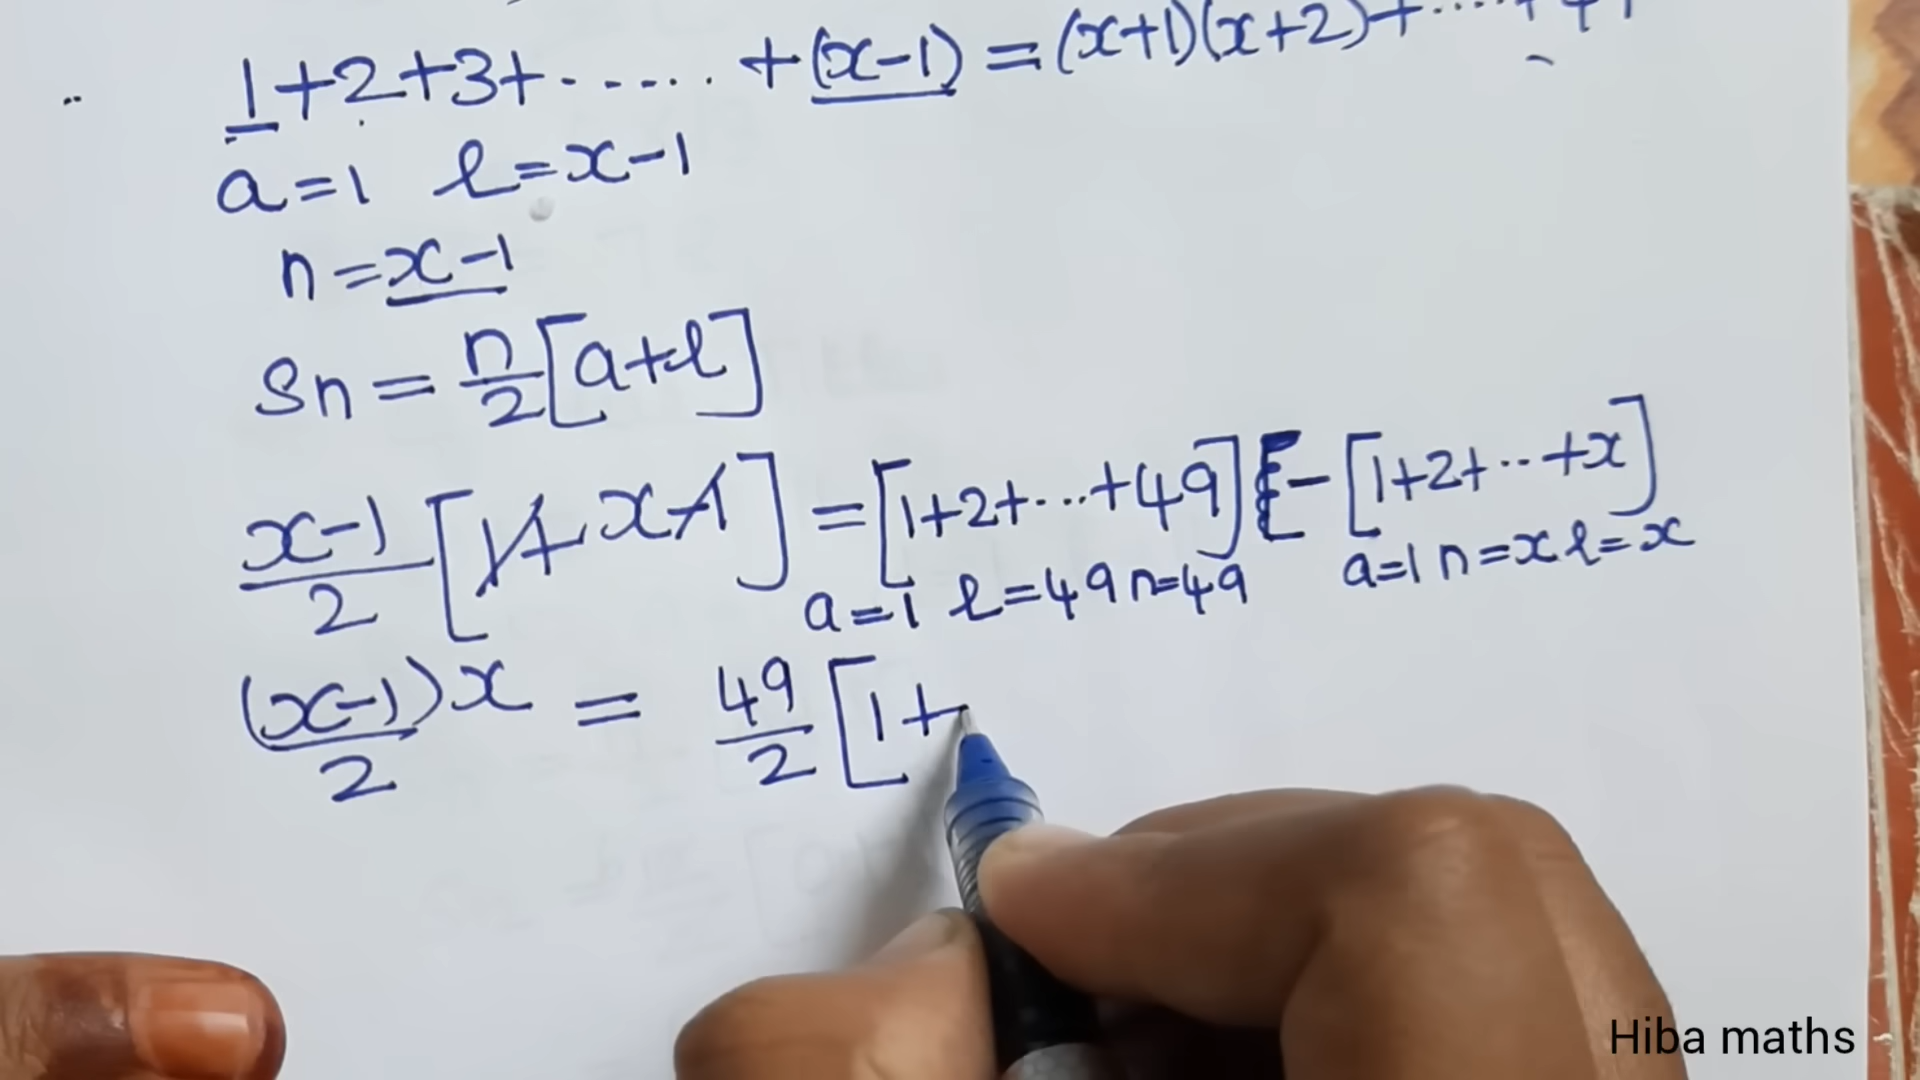 1+2+3+......+(x-1)=(x+1)(x+2)+....+
a=1 l=x-1
n=x-1
Sn=n/2[a+l]
x-1/2[1+x-1]=[1+2+...+49]-[1+2+...+x]
a=1 l=49 n=49 a=1 n=x l=x
(x-1)x/2=49/2[1+
Hiba maths